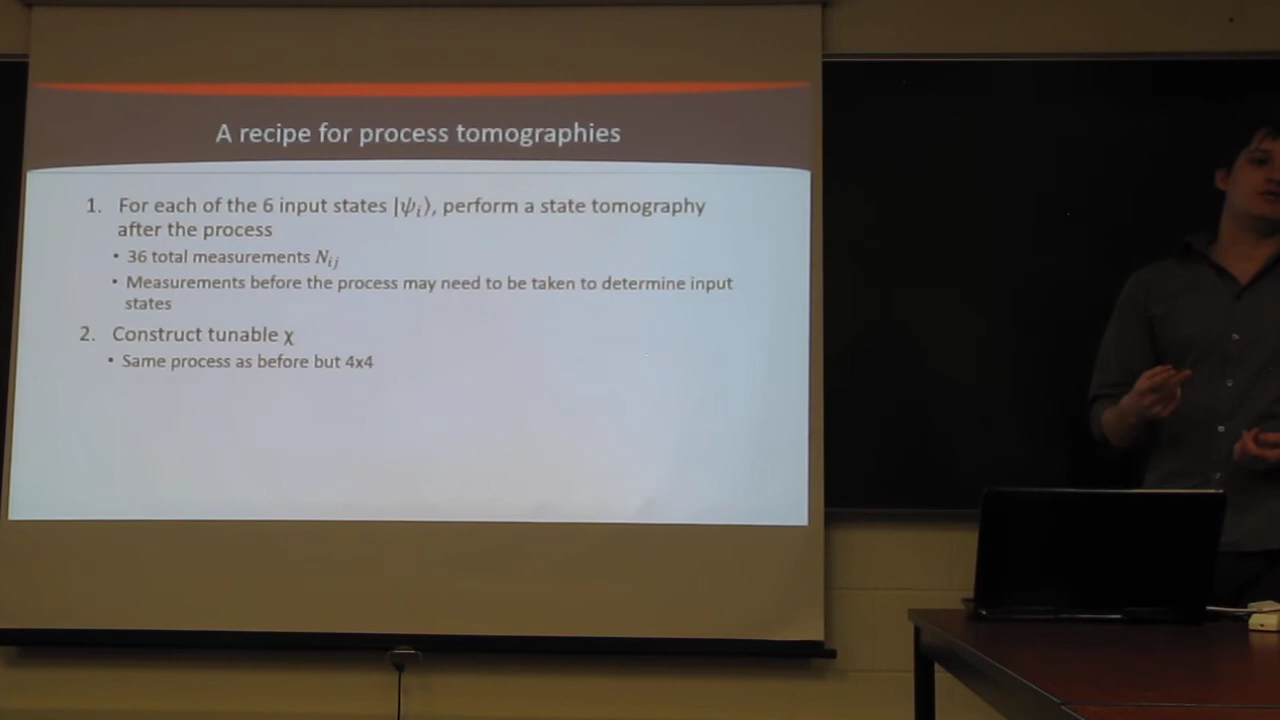 A recipe for process tomographies
1. For each of the 6 input states |ψᵢ⟩, perform a state tomography
after the process
• 36 total measurements Nᵢⱼ
• Measurements before the process may need to be taken to determine input
states
2. Construct tunable χ
• Same process as before but 4x4